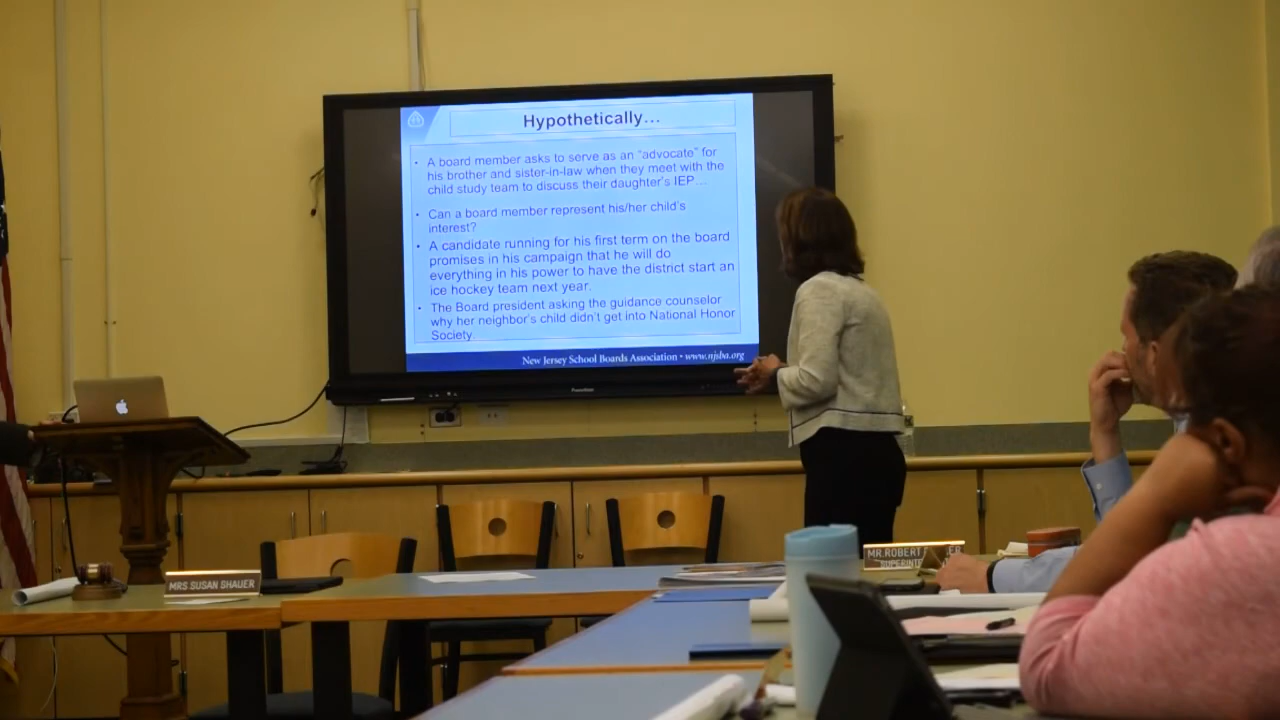 Hypothetically...
• A board member asks to serve as an "advocate" for
his brother and sister-in-law when they meet with the
child study team to discuss their daughter's IEP...
• Can a board member represent his/her child's
interest?
• A candidate running for his first term on the board
promises in his campaign that he will do
everything in his power to have the district start an
ice hockey team next year.
• The Board president asking the guidance counselor
why her neighbor's child didn't get into National Honor
Society
New Jersey School Boards Association • www.njsba.org
MRS SUSAN SHAUER
MR.ROBERT